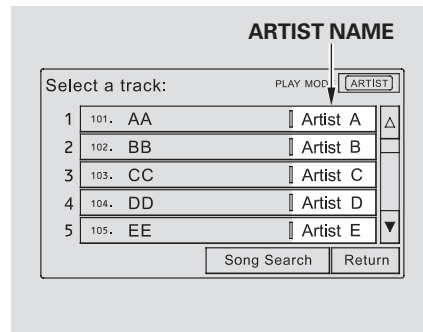 ARTIST NAME
Select a track: PLAY MODE ARTIST
1 101. AA Artist A
2 102. BB Artist B
3 103. CC Artist C
4 104. DD Artist D
5 105. EE Artist E
Song Search Return